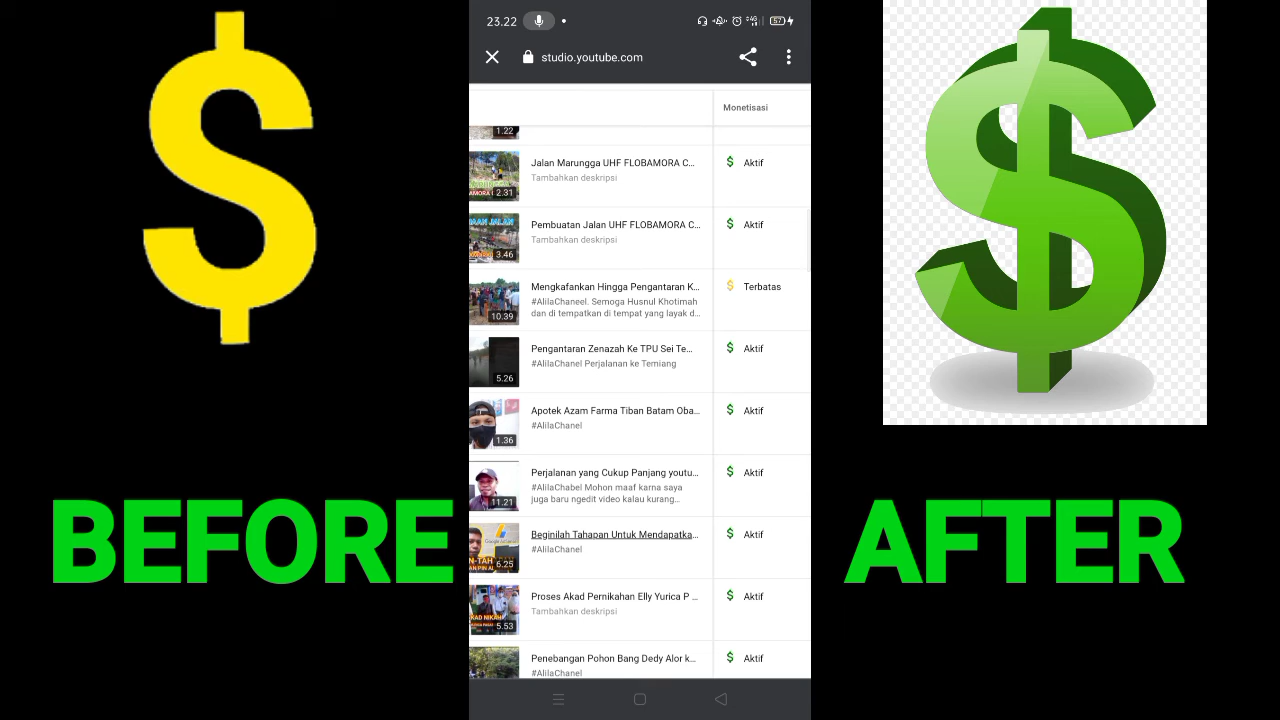 23.22
studio.youtube.com
Monetisasi
1.22
Jalan Marungga UHF FLOBAMORA C...
Tambahkan deskripsi
Aktif
2.31
Pembuatan Jalan UHF FLOBAMORA C...
Tambahkan deskripsi
Aktif
3.46
Mengkafankan Hingga Pengantaran K...
#AlilaChaneel. Semoga Husnul Khotimah
dan di tempatkan di tempat yang layak d...
Terbatas
10.39
Pengantaran Zenazah Ke TPU Sei Te...
#AlilaChanel Perjalanan ke Temiang
Aktif
5.26
Apotek Azam Farma Tiban Batam Oba...
#AlilaChanel
Aktif
1.36
Perjalanan yang Cukup Panjang youtu...
#AlilaChabel Mohon maaf karna saya
juga baru ngedit video kalau kurang...
Aktif
11.21
Beginilah Tahapan Untuk Mendapatka...
#AlilaChanel
Aktif
6.25
Proses Akad Pernikahan Elly Yurica P ...
Tambahkan deskripsi
Aktif
5.53
Penebangan Pohon Bang Dedy Alor k...
#AlilaChanel
Aktif
BEFORE
AFTER